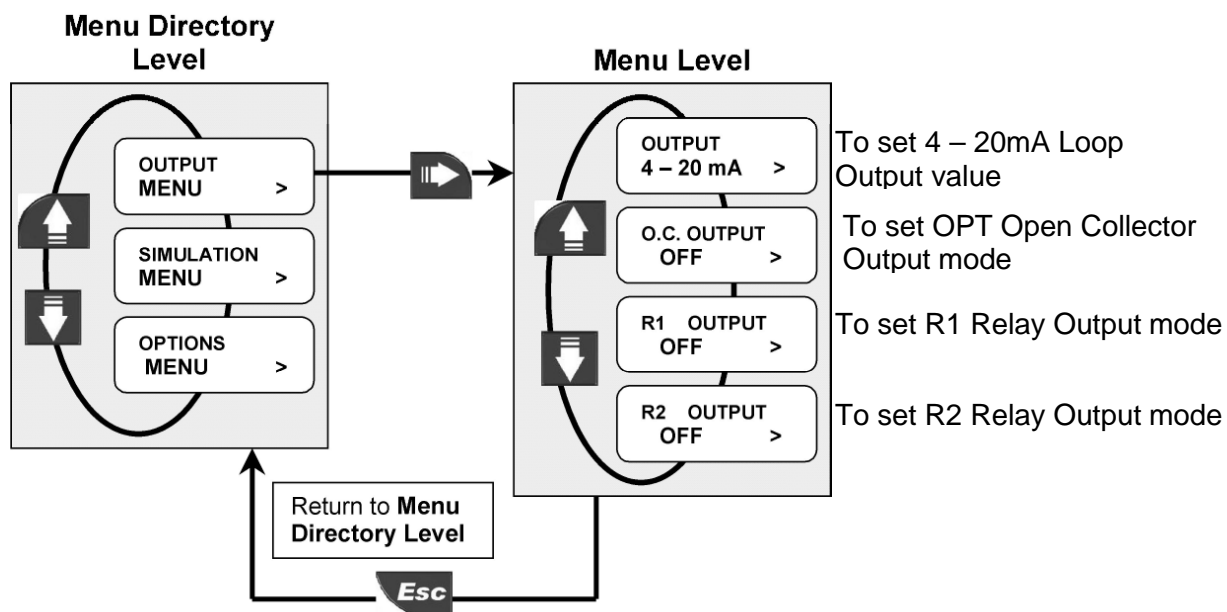 Menu Directory
Level
OUTPUT
MENU >
SIMULATION
MENU >
OPTIONS
MENU >
Menu Level
OUTPUT
4 – 20 mA >
To set 4 – 20mA Loop
Output value
O.C. OUTPUT
OFF >
To set OPT Open Collector
Output mode
R1 OUTPUT
OFF >
To set R1 Relay Output mode
R2 OUTPUT
OFF >
To set R2 Relay Output mode
Return to Menu
Directory Level
Esc